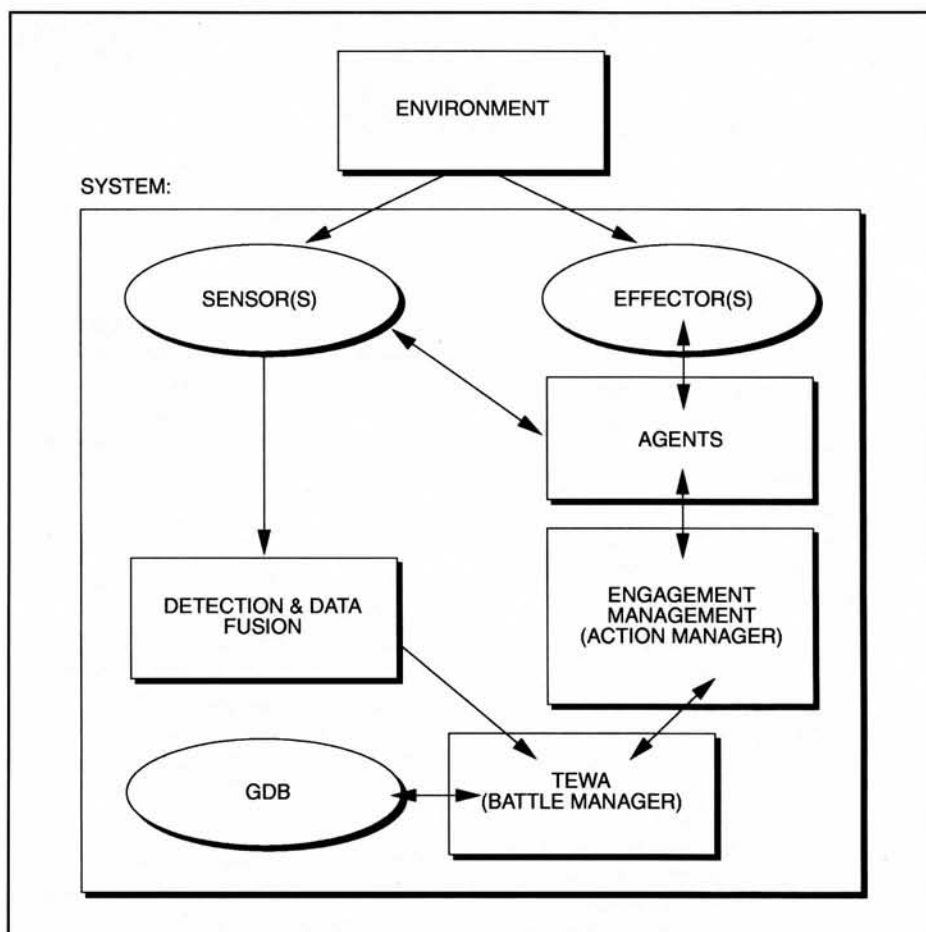 ENVIRONMENT
SYSTEM:
SENSOR(S)
EFFECTOR(S)
AGENTS
DETECTION & DATA
FUSION
ENGAGEMENT
MANAGEMENT
(ACTION MANAGER)
GDB
TEWA
(BATTLE MANAGER)